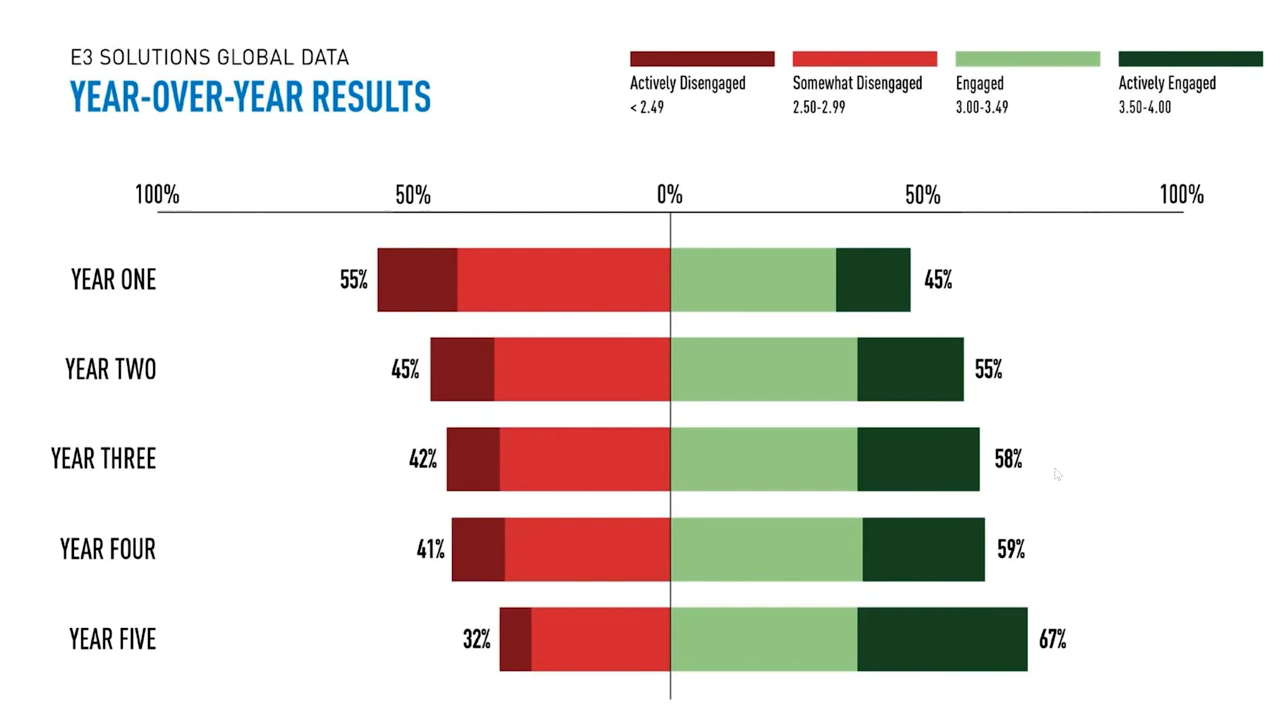 E3 SOLUTIONS GLOBAL DATA
YEAR-OVER-YEAR RESULTS
Actively Disengaged
< 2.49
Somewhat Disengaged
2.50-2.99
Engaged
3.00-3.49
Actively Engaged
3.50-4.00
100% 50% 0% 50% 100%
YEAR ONE 55% 45%
YEAR TWO 45% 55%
YEAR THREE 42% 58%
YEAR FOUR 41% 59%
YEAR FIVE 32% 67%